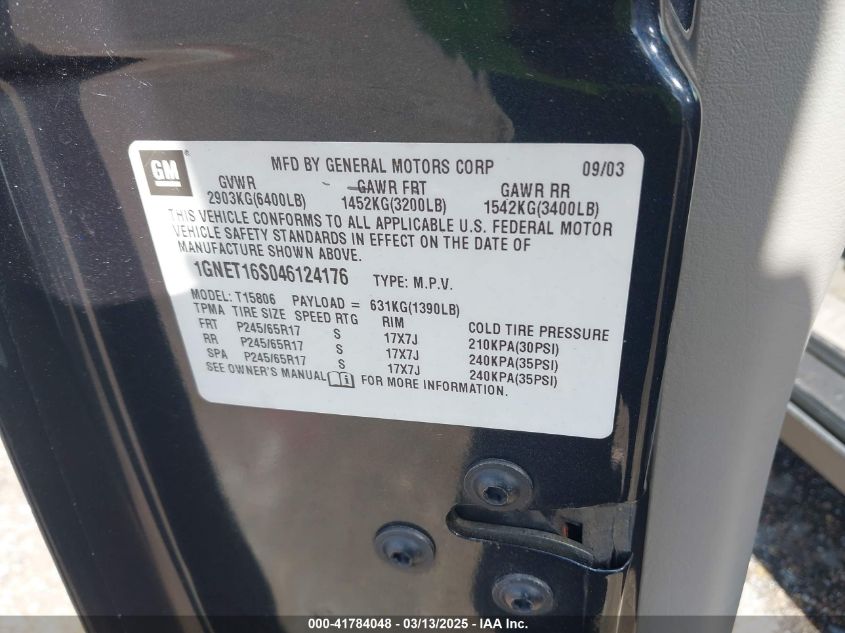 GM
MFD BY GENERAL MOTORS CORP 09/03
GVWR GAWR FRT GAWR RR
2903KG(6400LB) 1452KG(3200LB) 1542KG(3400LB)
THIS VEHICLE CONFORMS TO ALL APPLICABLE U.S. FEDERAL MOTOR
VEHICLE SAFETY STANDARDS IN EFFECT ON THE DATE OF
MANUFACTURE SHOWN ABOVE.
1GNET16S046124176 TYPE: M.P.V.
MODEL: T15806 PAYLOAD = 631KG(1390LB)
TPMA TIRE SIZE SPEED RTG RIM COLD TIRE PRESSURE
FRT P245/65R17 S 17X7J 210KPA(30PSI)
RR P245/65R17 S 17X7J 240KPA(35PSI)
SPA P245/65R17 S 17X7J 240KPA(35PSI)
SEE OWNER'S MANUAL FOR MORE INFORMATION.
000-41784048 - 03/13/2025 - IAA Inc.